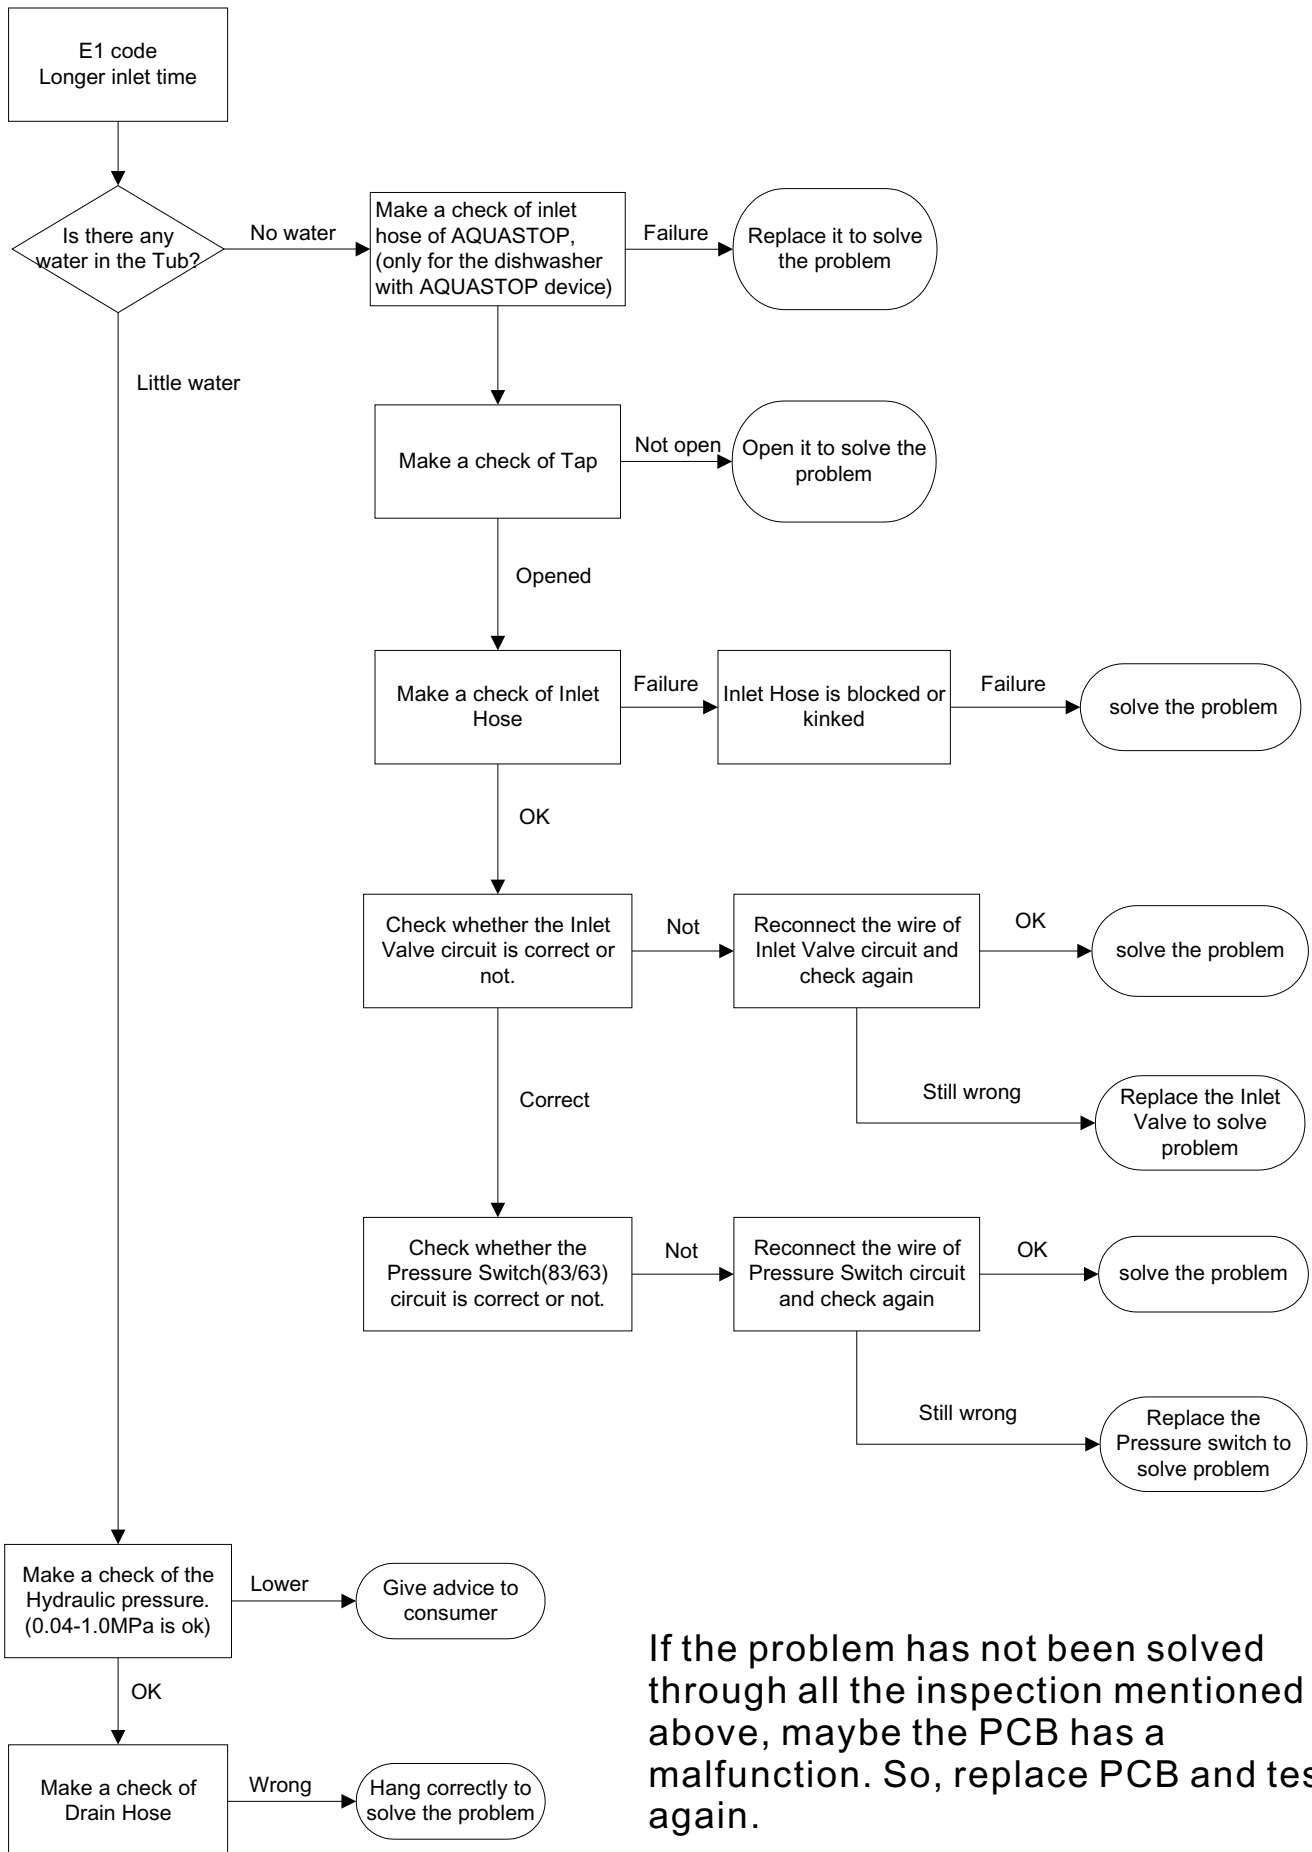 E1 code
Longer inlet time
Is there any
water in the Tub?
No water
Make a check of inlet
hose of AQUASTOP,
(only for the dishwasher
with AQUASTOP device)
Failure
Replace it to solve
the problem
Little water
Make a check of Tap
Not open
Open it to solve the
problem
Opened
Make a check of Inlet
Hose
Failure
Inlet Hose is blocked or
kinked
Failure
solve the problem
OK
Check whether the Inlet
Valve circuit is correct or
not.
Not
Reconnect the wire of
Inlet Valve circuit and
check again
OK
solve the problem
Still wrong
Replace the Inlet
Valve to solve
problem
Correct
Check whether the
Pressure Switch(83/63)
circuit is correct or not.
Not
Reconnect the wire of
Pressure Switch circuit
and check again
OK
solve the problem
Still wrong
Replace the
Pressure switch to
solve problem
Make a check of the
Hydraulic pressure.
(0.04-1.0MPa is ok)
Lower
Give advice to
consumer
OK
Make a check of
Drain Hose
Wrong
Hang correctly to
solve the problem
If the problem has not been solved
through all the inspection mentioned
above, maybe the PCB has a
malfunction. So, replace PCB and tes
again.